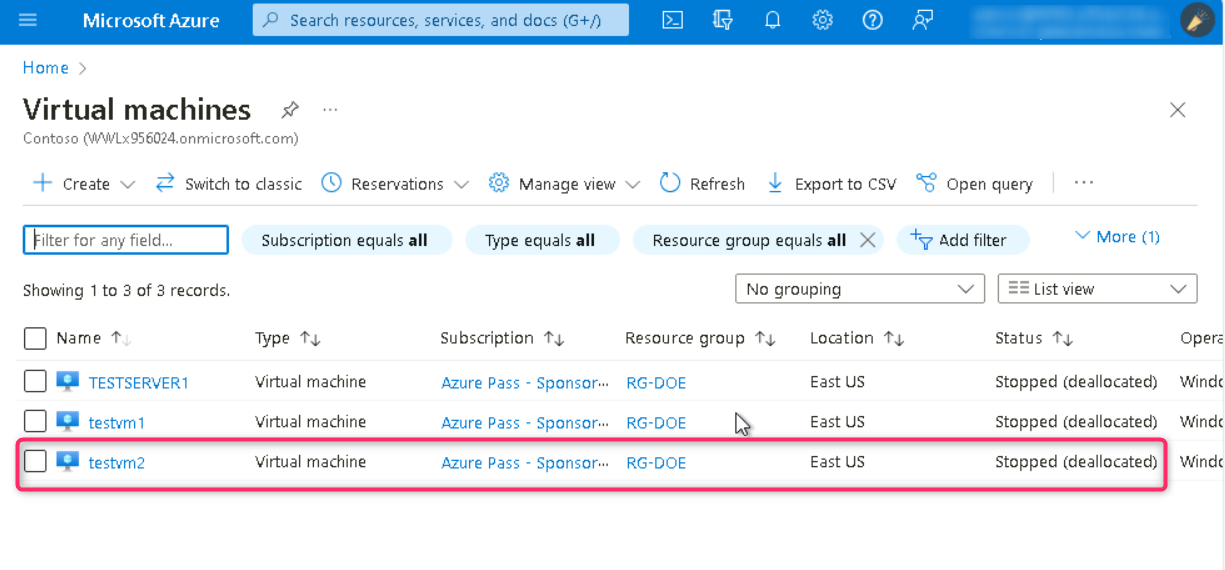 Microsoft Azure Search resources, services, and docs (G+/)
Home >
Virtual machines ...
Contoso (WWLx956024.onmicrosoft.com)
+ Create Switch to classic Reservations Manage view Refresh Export to CSV Open query ...
Filter for any field... Subscription equals all Type equals all Resource group equals all Add filter More (1)
Showing 1 to 3 of 3 records. No grouping List view
Name ↑↓ Type ↑↓ Subscription ↑↓ Resource group ↑↓ Location ↑↓ Status ↑↓ Opera
TESTSERVER1 Virtual machine Azure Pass - Sponsor... RG-DOE East US Stopped (deallocated) Windo
testvm1 Virtual machine Azure Pass - Sponsor... RG-DOE East US Stopped (deallocated) Windo
testvm2 Virtual machine Azure Pass - Sponsor... RG-DOE East US Stopped (deallocated) Windo